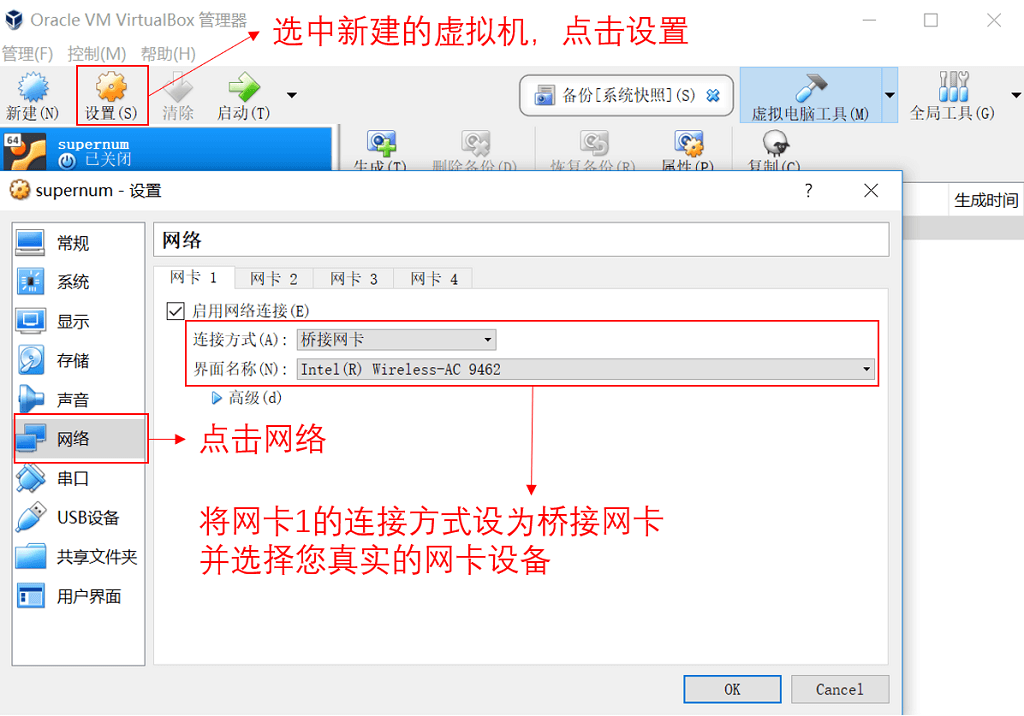 Oracle VM VirtualBox 管理器
选中新建的虚拟机，点击设置
管理(F) 控制(M) 帮助(H)
新建(N) 设置(S) 清除 启动(T) 备份[系统快照](S) 虚拟电脑工具(M) 全局工具(G)
64
supernum
已关闭
生成(T) 删除备份(D) 恢复备份(R) 属性(P) 复制(C)
supernum - 设置 ?
生成时间
常规
系统
显示
存储
声音
网络
串口
USB设备
共享文件夹
用户界面
网络
网卡 1 网卡 2 网卡 3 网卡 4
启用网络连接(E)
连接方式(A): 桥接网卡
界面名称(N): Intel(R) Wireless-AC 9462
高级(d)
点击网络
将网卡1的连接方式设为桥接网卡
并选择您真实的网卡设备
OK Cancel